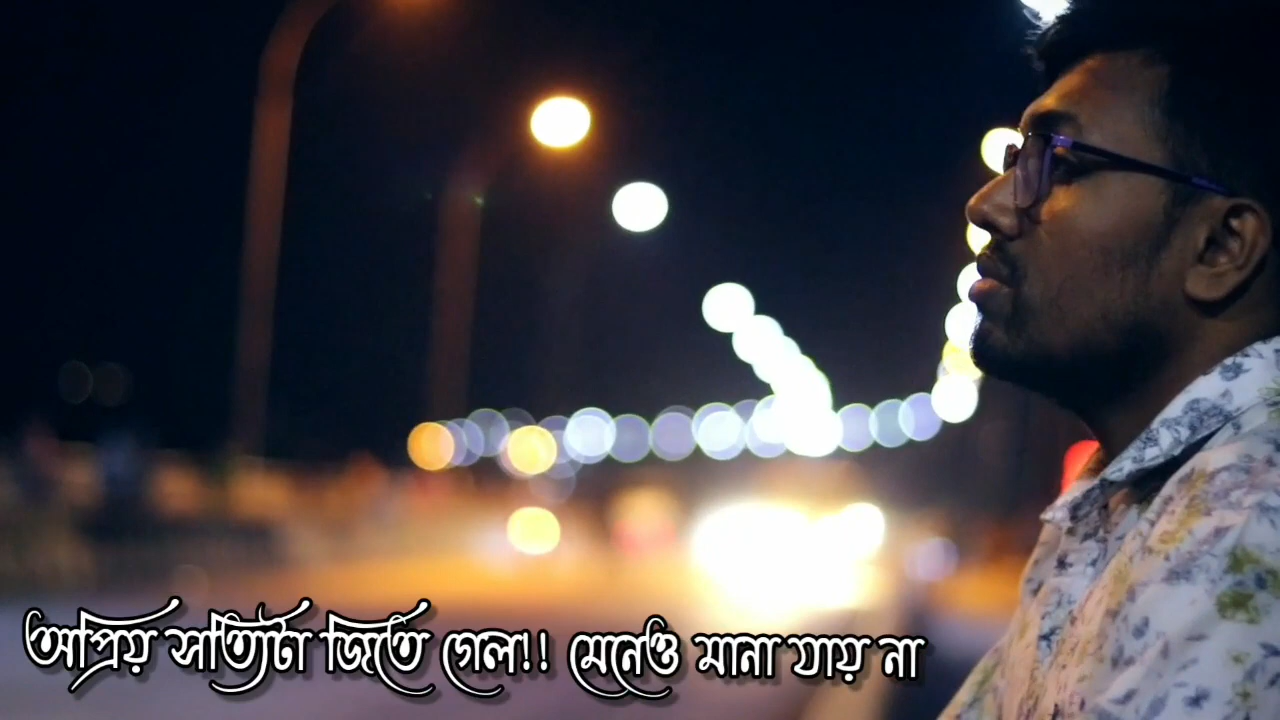 অপ্রিয় সত্যিটা জিতে গেল!! মেনেও মানা যায় না